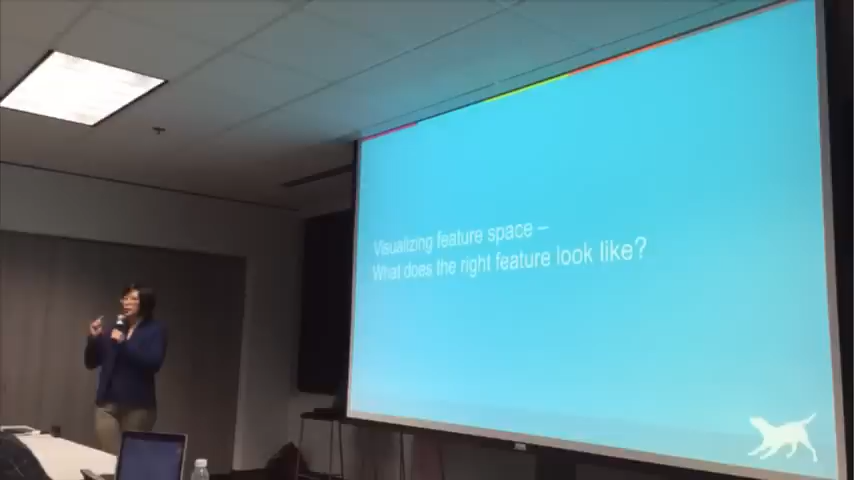 Visualizing feature space –
What does the right feature look like?